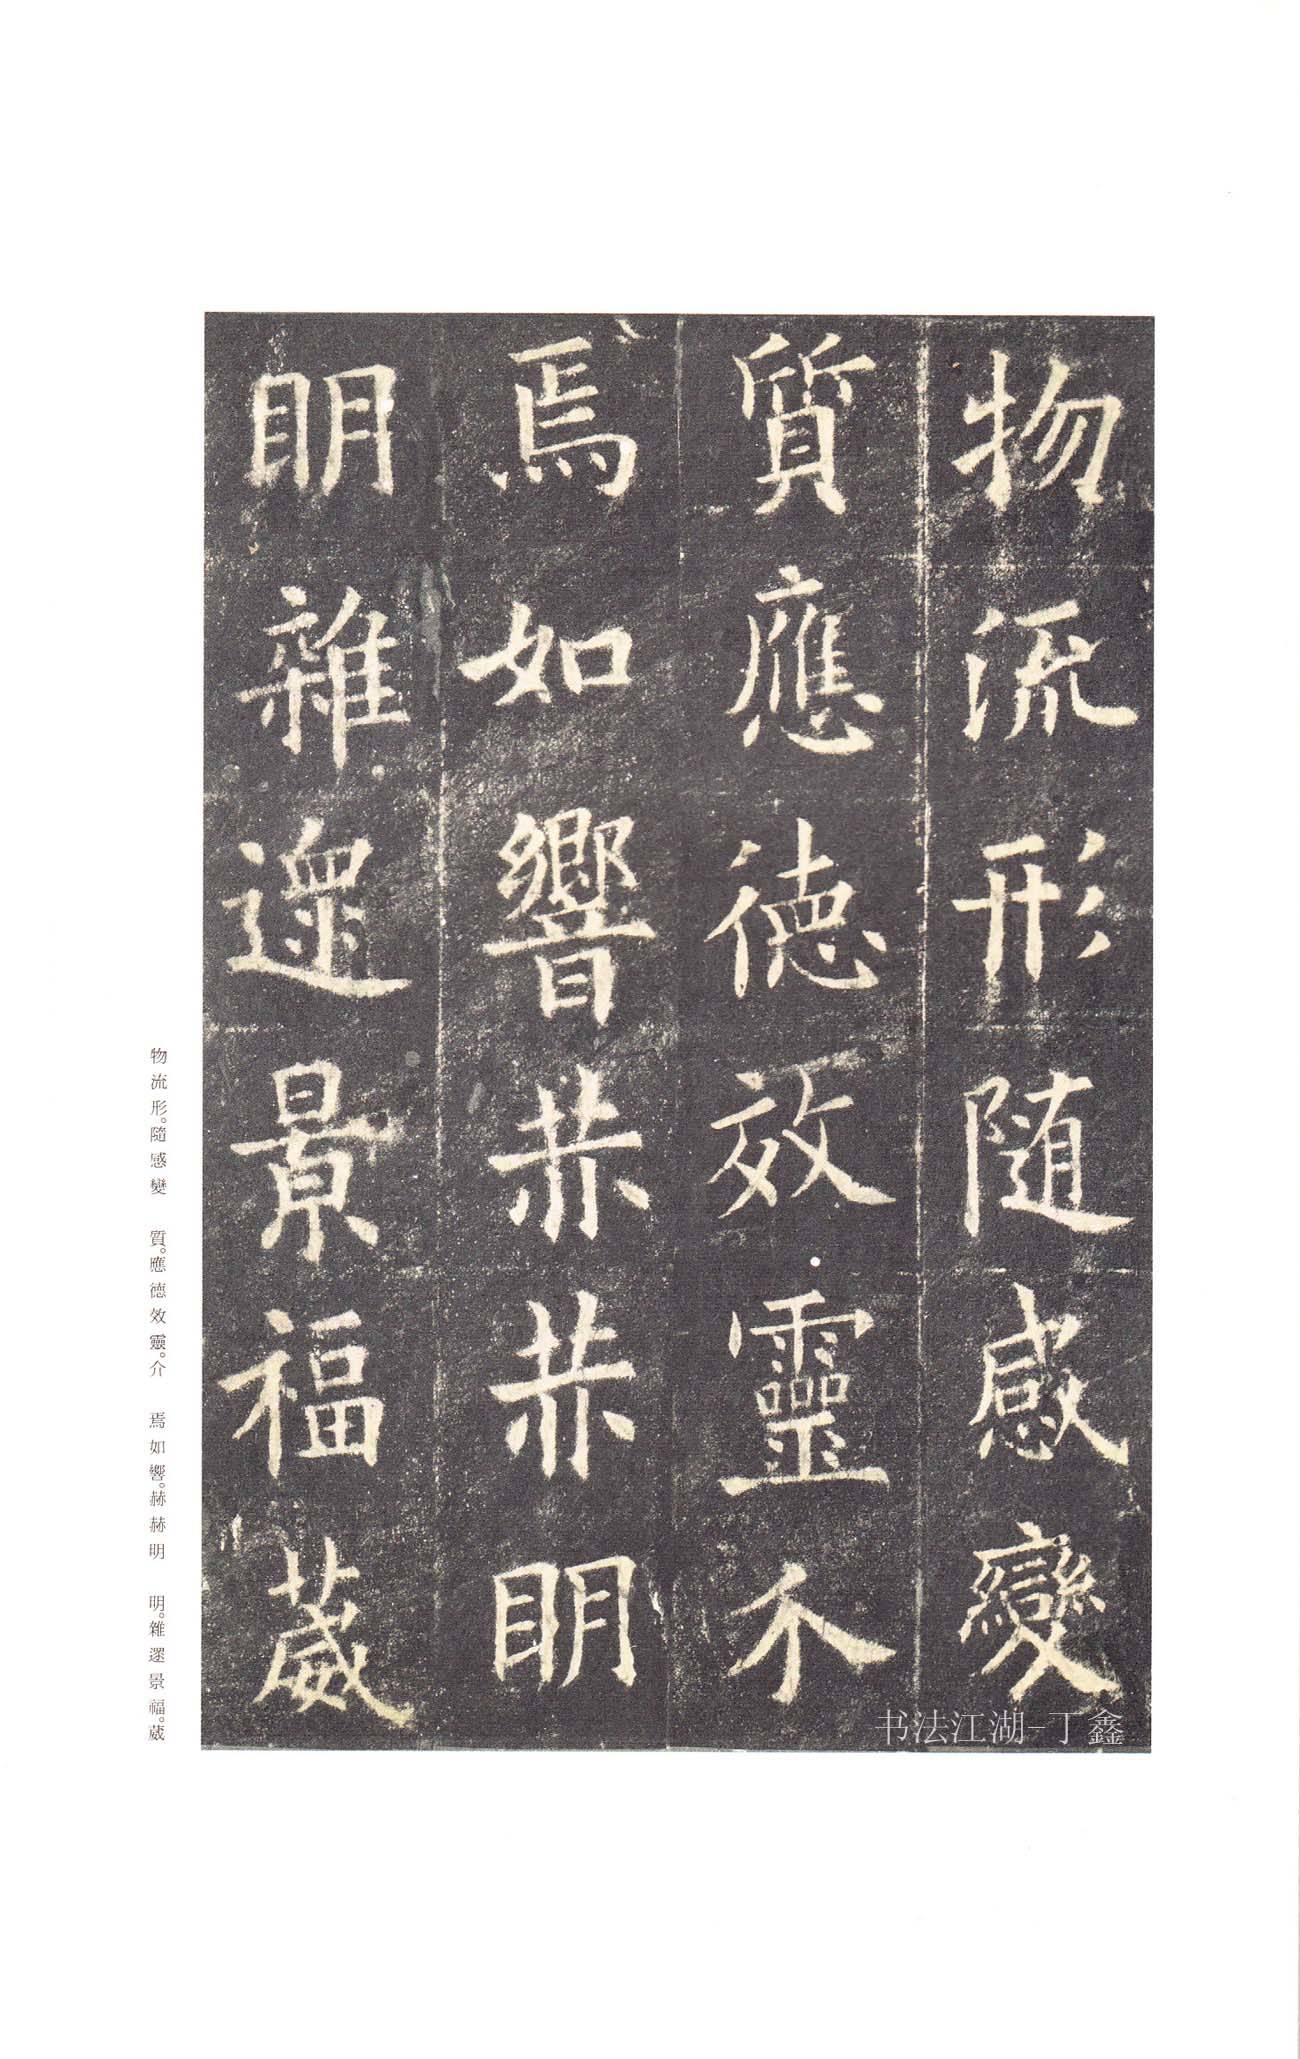 物流形隨感變
質應德效靈介
焉如響赫赫明
明雜遝景福葳
物流形。隨感變　質。應德效靈。介　焉如響。赫赫明　明。雜遝景福。葳
书法江湖-丁鑫